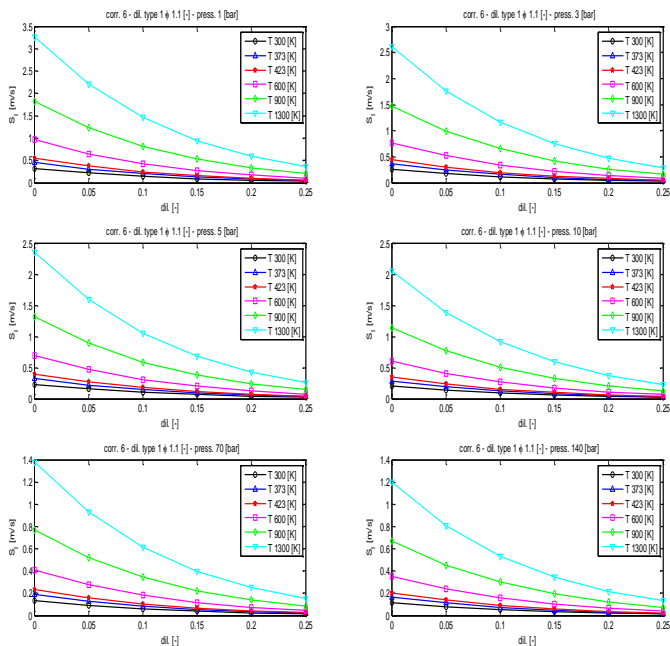 corr. 6 - dil. type 1 ϕ 1.1 [-] - press. 1 [bar]
3.5
3
2.5
2
1.5
1
0.5
0
S_l [m/s]
T 300 [K]
T 373 [K]
T 423 [K]
T 600 [K]
T 900 [K]
T 1300 [K]
0 0.05 0.1 0.15 0.2 0.25
dil. [-]
corr. 6 - dil. type 1 ϕ 1.1 [-] - press. 3 [bar]
3
2.5
2
1.5
1
0.5
0
S_l [m/s]
T 300 [K]
T 373 [K]
T 423 [K]
T 600 [K]
T 900 [K]
T 1300 [K]
0 0.05 0.1 0.15 0.2 0.25
dil. [-]
corr. 6 - dil. type 1 ϕ 1.1 [-] - press. 5 [bar]
2.5
2
1.5
1
0.5
0
S_l [m/s]
T 300 [K]
T 373 [K]
T 423 [K]
T 600 [K]
T 900 [K]
T 1300 [K]
0 0.05 0.1 0.15 0.2 0.25
dil. [-]
corr. 6 - dil. type 1 ϕ 1.1 [-] - press. 10 [bar]
2.5
2
1.5
1
0.5
0
S_l [m/s]
T 300 [K]
T 373 [K]
T 423 [K]
T 600 [K]
T 900 [K]
T 1300 [K]
0 0.05 0.1 0.15 0.2 0.25
dil. [-]
corr. 6 - dil. type 1 ϕ 1.1 [-] - press. 70 [bar]
1.4
1.2
1
0.8
0.6
0.4
0.2
0
S_l [m/s]
T 300 [K]
T 373 [K]
T 423 [K]
T 600 [K]
T 900 [K]
T 1300 [K]
0 0.05 0.1 0.15 0.2 0.25
dil. [-]
corr. 6 - dil. type 1 ϕ 1.1 [-] - press. 140 [bar]
1.4
1.2
1
0.8
0.6
0.4
0.2
0
S_l [m/s]
T 300 [K]
T 373 [K]
T 423 [K]
T 600 [K]
T 900 [K]
T 1300 [K]
0 0.05 0.1 0.15 0.2 0.25
dil. [-]